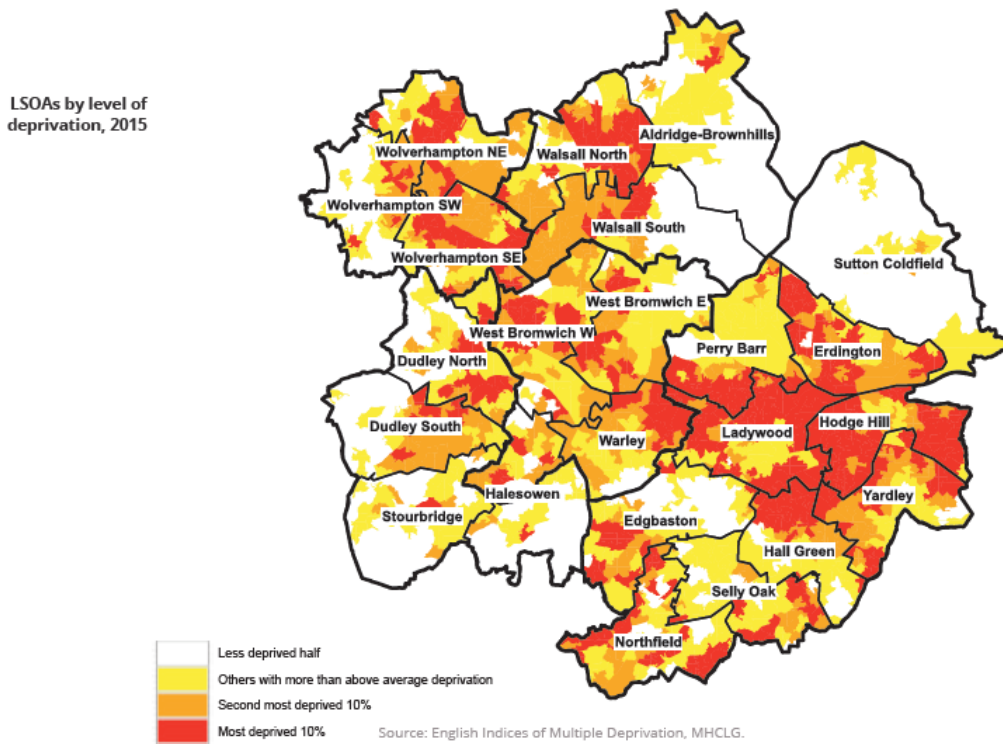 LSOAs by level of
deprivation, 2015
Aldridge-Brownhills
Wolverhampton NE
Walsall North
Wolverhampton SW
Walsall South
Wolverhampton SE
Sutton Coldfield
West Bromwich E
West Bromwich W
Perry Barr
Erdington
Dudley North
Hodge Hill
Dudley South
Warley
Ladywood
Yardley
Halesowen
Stourbridge
Edgbaston
Hall Green
Selly Oak
Northfield
Less deprived half
Others with more than above average deprivation
Second most deprived 10%
Most deprived 10%
Source: English Indices of Multiple Deprivation, MHCLG.